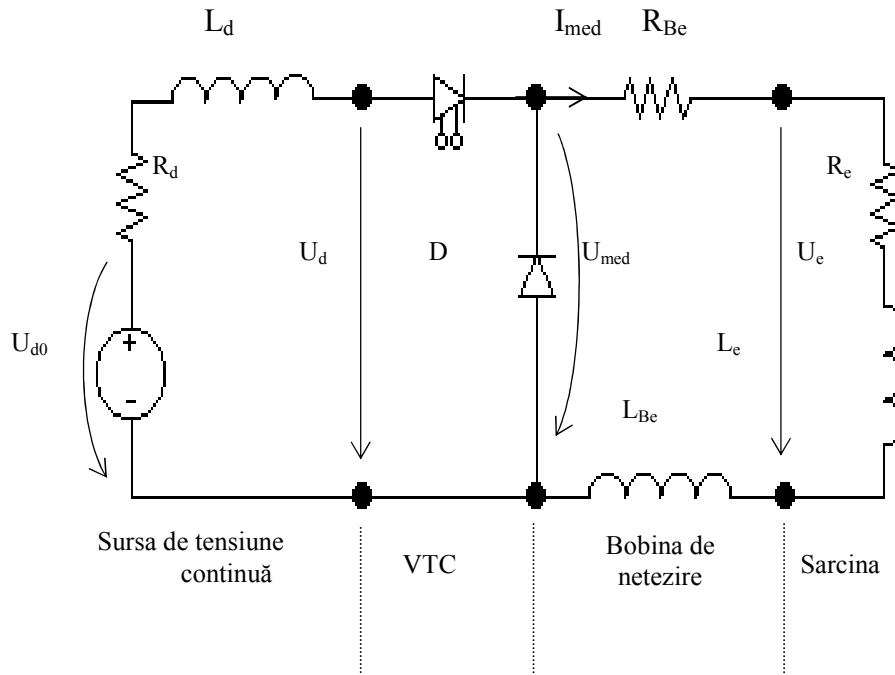 L_d
I_med
R_Be
R_d
R_e
U_d
D
U_med
U_e
U_d0
+
-
L_e
L_Be
Sursa de tensiune
continuă
VTC
Bobina de
netezire
Sarcina